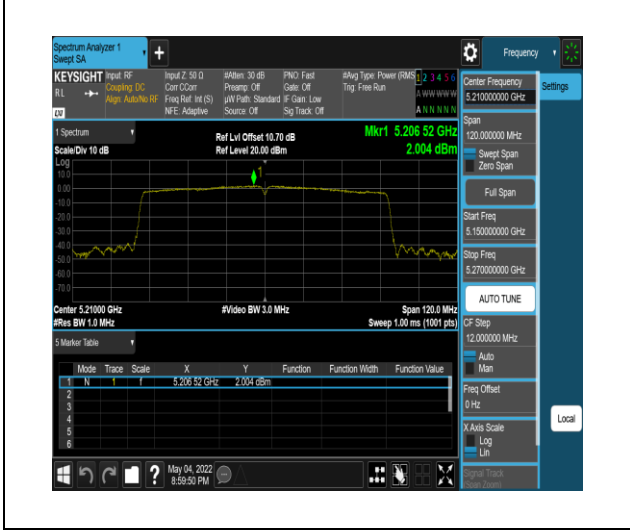 Spectrum Analyzer 1
Swept SA
+
Frequency
KEYSIGHT
RL
LXI
Input: RF
Coupling: DC
Align: Auto/No RF
Input Z: 50 Ω
Corr CCorr
Freq Ref: Int (S)
NFE: Adaptive
#Atten: 30 dB
Preamp: Off
µW Path: Standard
Source: Off
PNO: Fast
Gate: Off
IF Gain: Low
Sig Track: Off
#Avg Type: Power (RMS
Trig: Free Run
1 2 3 4 5 6
A W W W W W
A N N N N N
Center Frequency
5.210000000 GHz
Settings
1 Spectrum
Scale/Div 10 dB
Ref Lvl Offset 10.70 dB
Ref Level 20.00 dBm
Mkr1 5.206 52 GHz
2.004 dBm
Span
120.000000 MHz
Swept Span
Zero Span
Log
10.0
0.00
-10.0
-20.0
-30.0
-40.0
-50.0
-60.0
-70.0
1
Full Span
Start Freq
5.150000000 GHz
Stop Freq
5.270000000 GHz
AUTO TUNE
Center 5.21000 GHz
#Video BW 3.0 MHz
Span 120.0 MHz
#Res BW 1.0 MHz
Sweep 1.00 ms (1001 pts)
CF Step
12.000000 MHz
Auto
Man
5 Marker Table
Mode Trace Scale X Y Function Function Width Function Value
1 N 1 f 5.206 52 GHz 2.004 dBm
2
3
4
5
6
Freq Offset
0 Hz
X Axis Scale
Log
Lin
Local
Signal Track
(Span Zoom)
?
May 04, 2022
8:59:50 PM